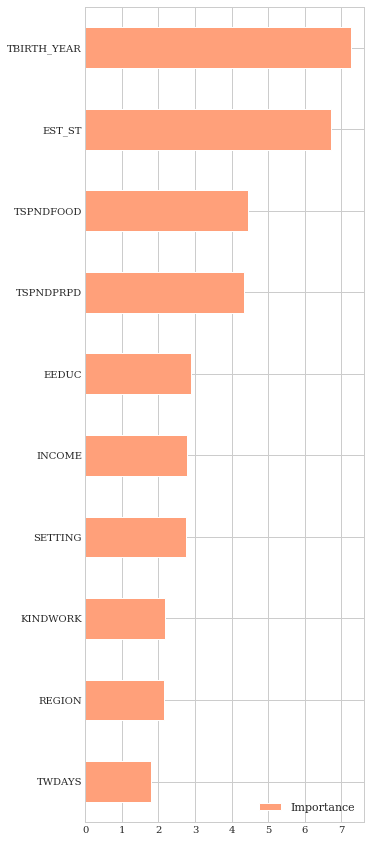 TBIRTH_YEAR
EST_ST
TSPNDFOOD
TSPNDPRPD
EEDUC
INCOME
SETTING
KINDWORK
REGION
TWDAYS
Importance
0 1 2 3 4 5 6 7